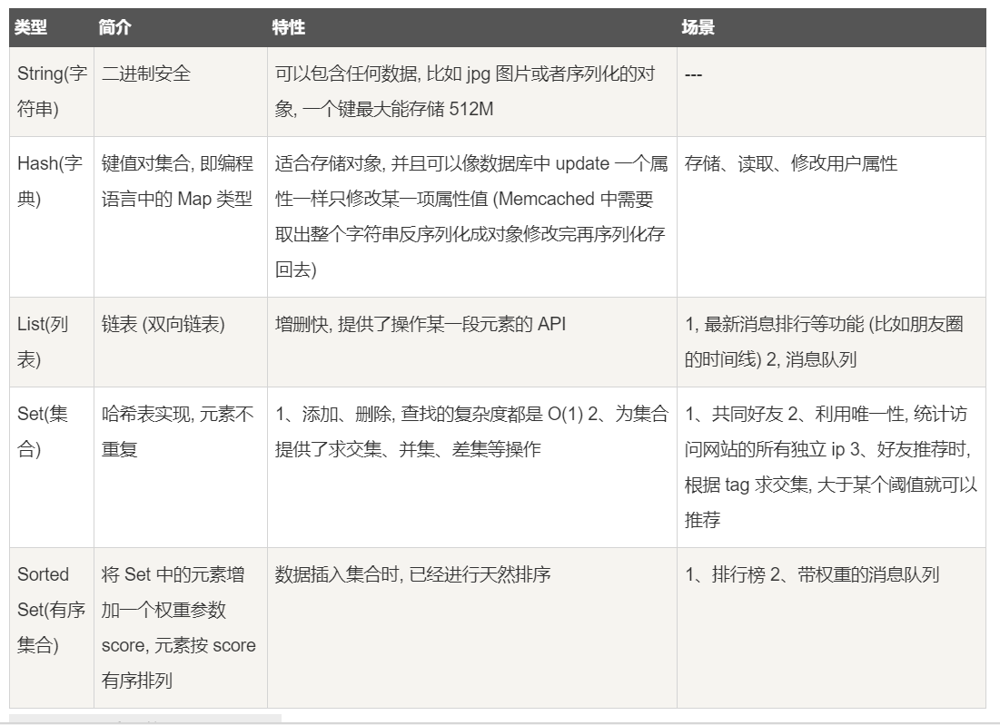 类型 简介 特性 场景
String(字
符串)
二进制安全
可以包含任何数据, 比如 jpg 图片或者序列化的对
象, 一个键最大能存储 512M
---
Hash(字
典)
键值对集合, 即编程
语言中的 Map 类型
适合存储对象, 并且可以像数据库中 update 一个属
性一样只修改某一项属性值 (Memcached 中需要
取出整个字符串反序列化成对象修改完再序列化存
回去)
存储、读取、修改用户属性
List(列
表)
链表 (双向链表)
增删快, 提供了操作某一段元素的 API
1, 最新消息排行等功能 (比如朋友圈
的时间线) 2, 消息队列
Set(集
合)
哈希表实现, 元素不
重复
1、添加、删除, 查找的复杂度都是 O(1) 2、为集合
提供了求交集、并集、差集等操作
1、共同好友 2、利用唯一性, 统计访
问网站的所有独立 ip 3、好友推荐时,
根据 tag 求交集, 大于某个阈值就可以
推荐
Sorted
Set(有序
集合)
将 Set 中的元素增
加一个权重参数
score, 元素按 score
有序排列
数据插入集合时, 已经进行天然排序
1、排行榜 2、带权重的消息队列